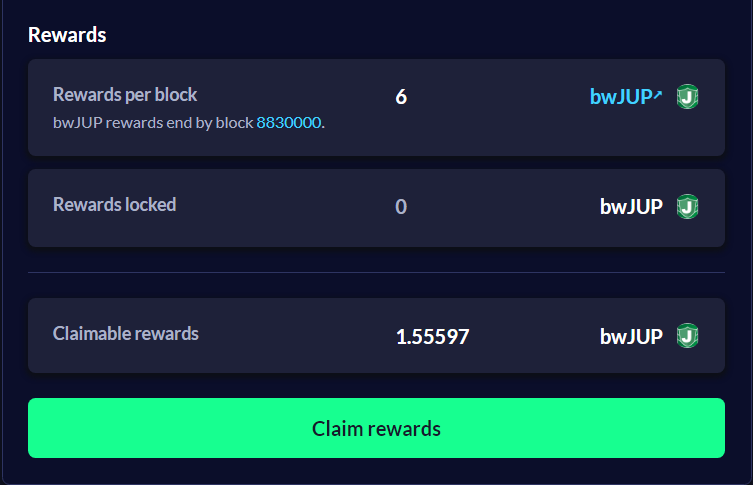 Rewards
Rewards per block 6 bwJUP↗
bwJUP rewards end by block 8830000.
Rewards locked 0 bwJUP
Claimable rewards 1.55597 bwJUP
Claim rewards